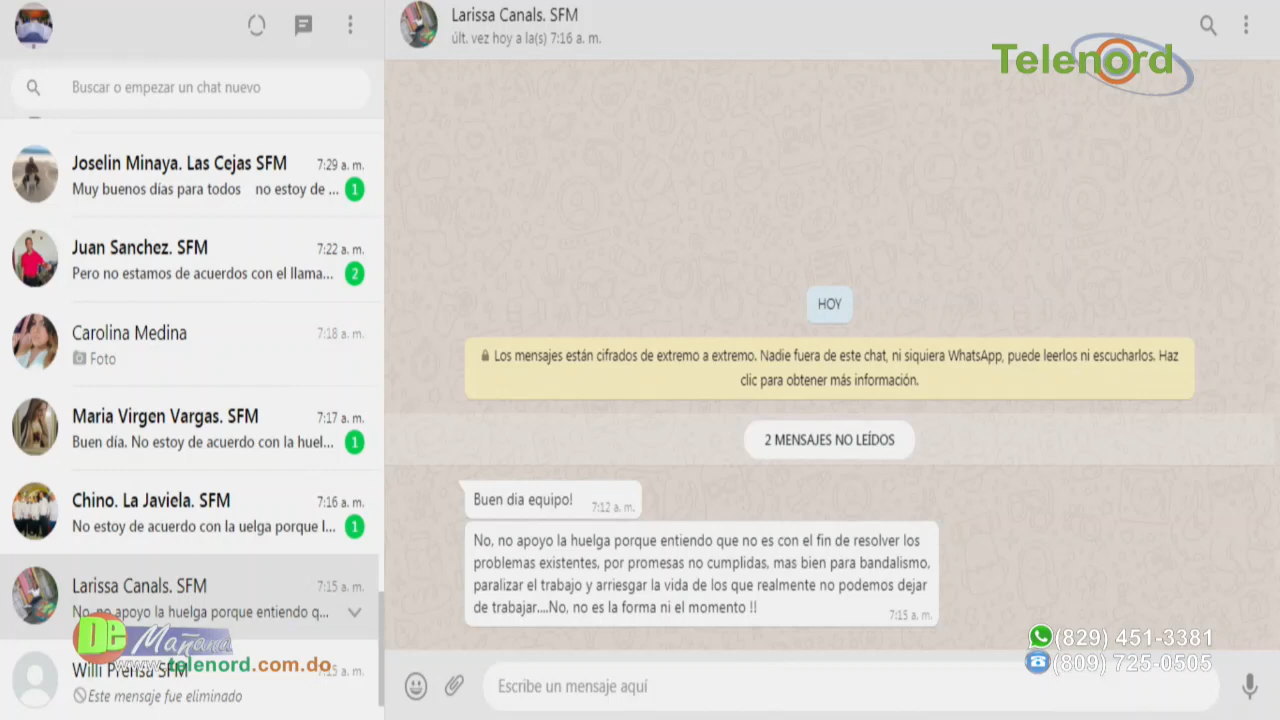 Buscar o empezar un chat nuevo
Joselin Minaya. Las Cejas SFM
7:29 a. m.
Muy buenos días para todos no estoy de ...
1
Juan Sanchez. SFM
7:22 a. m.
Pero no estamos de acuerdos con el llama...
2
Carolina Medina
7:18 a. m.
Foto
Maria Virgen Vargas. SFM
7:17 a. m.
Buen día. No estoy de acuerdo con la huel...
1
Chino. La Javiela. SFM
7:16 a. m.
No estoy de acuerdo con la uelga porque l...
1
Larissa Canals. SFM
7:15 a. m.
No, no apoyo la huelga porque entiendo q...
De Mañana
www.telenord.com.do
Willi Prensa SFM
7:15 a. m.
Este mensaje fue eliminado
Larissa Canals. SFM
últ. vez hoy a la(s) 7:16 a. m.
Telenord
HOY
Los mensajes están cifrados de extremo a extremo. Nadie fuera de este chat, ni siquiera WhatsApp, puede leerlos ni escucharlos. Haz
clic para obtener más información.
2 MENSAJES NO LEÍDOS
Buen dia equipo!
7:12 a. m.
No, no apoyo la huelga porque entiendo que no es con el fin de resolver los
problemas existentes, por promesas no cumplidas, mas bien para bandalismo,
paralizar el trabajo y arriesgar la vida de los que realmente no podemos dejar
de trabajar....No, no es la forma ni el momento !!
7:15 a. m.
(829) 451-3381
(809) 725-0505
Escribe un mensaje aquí